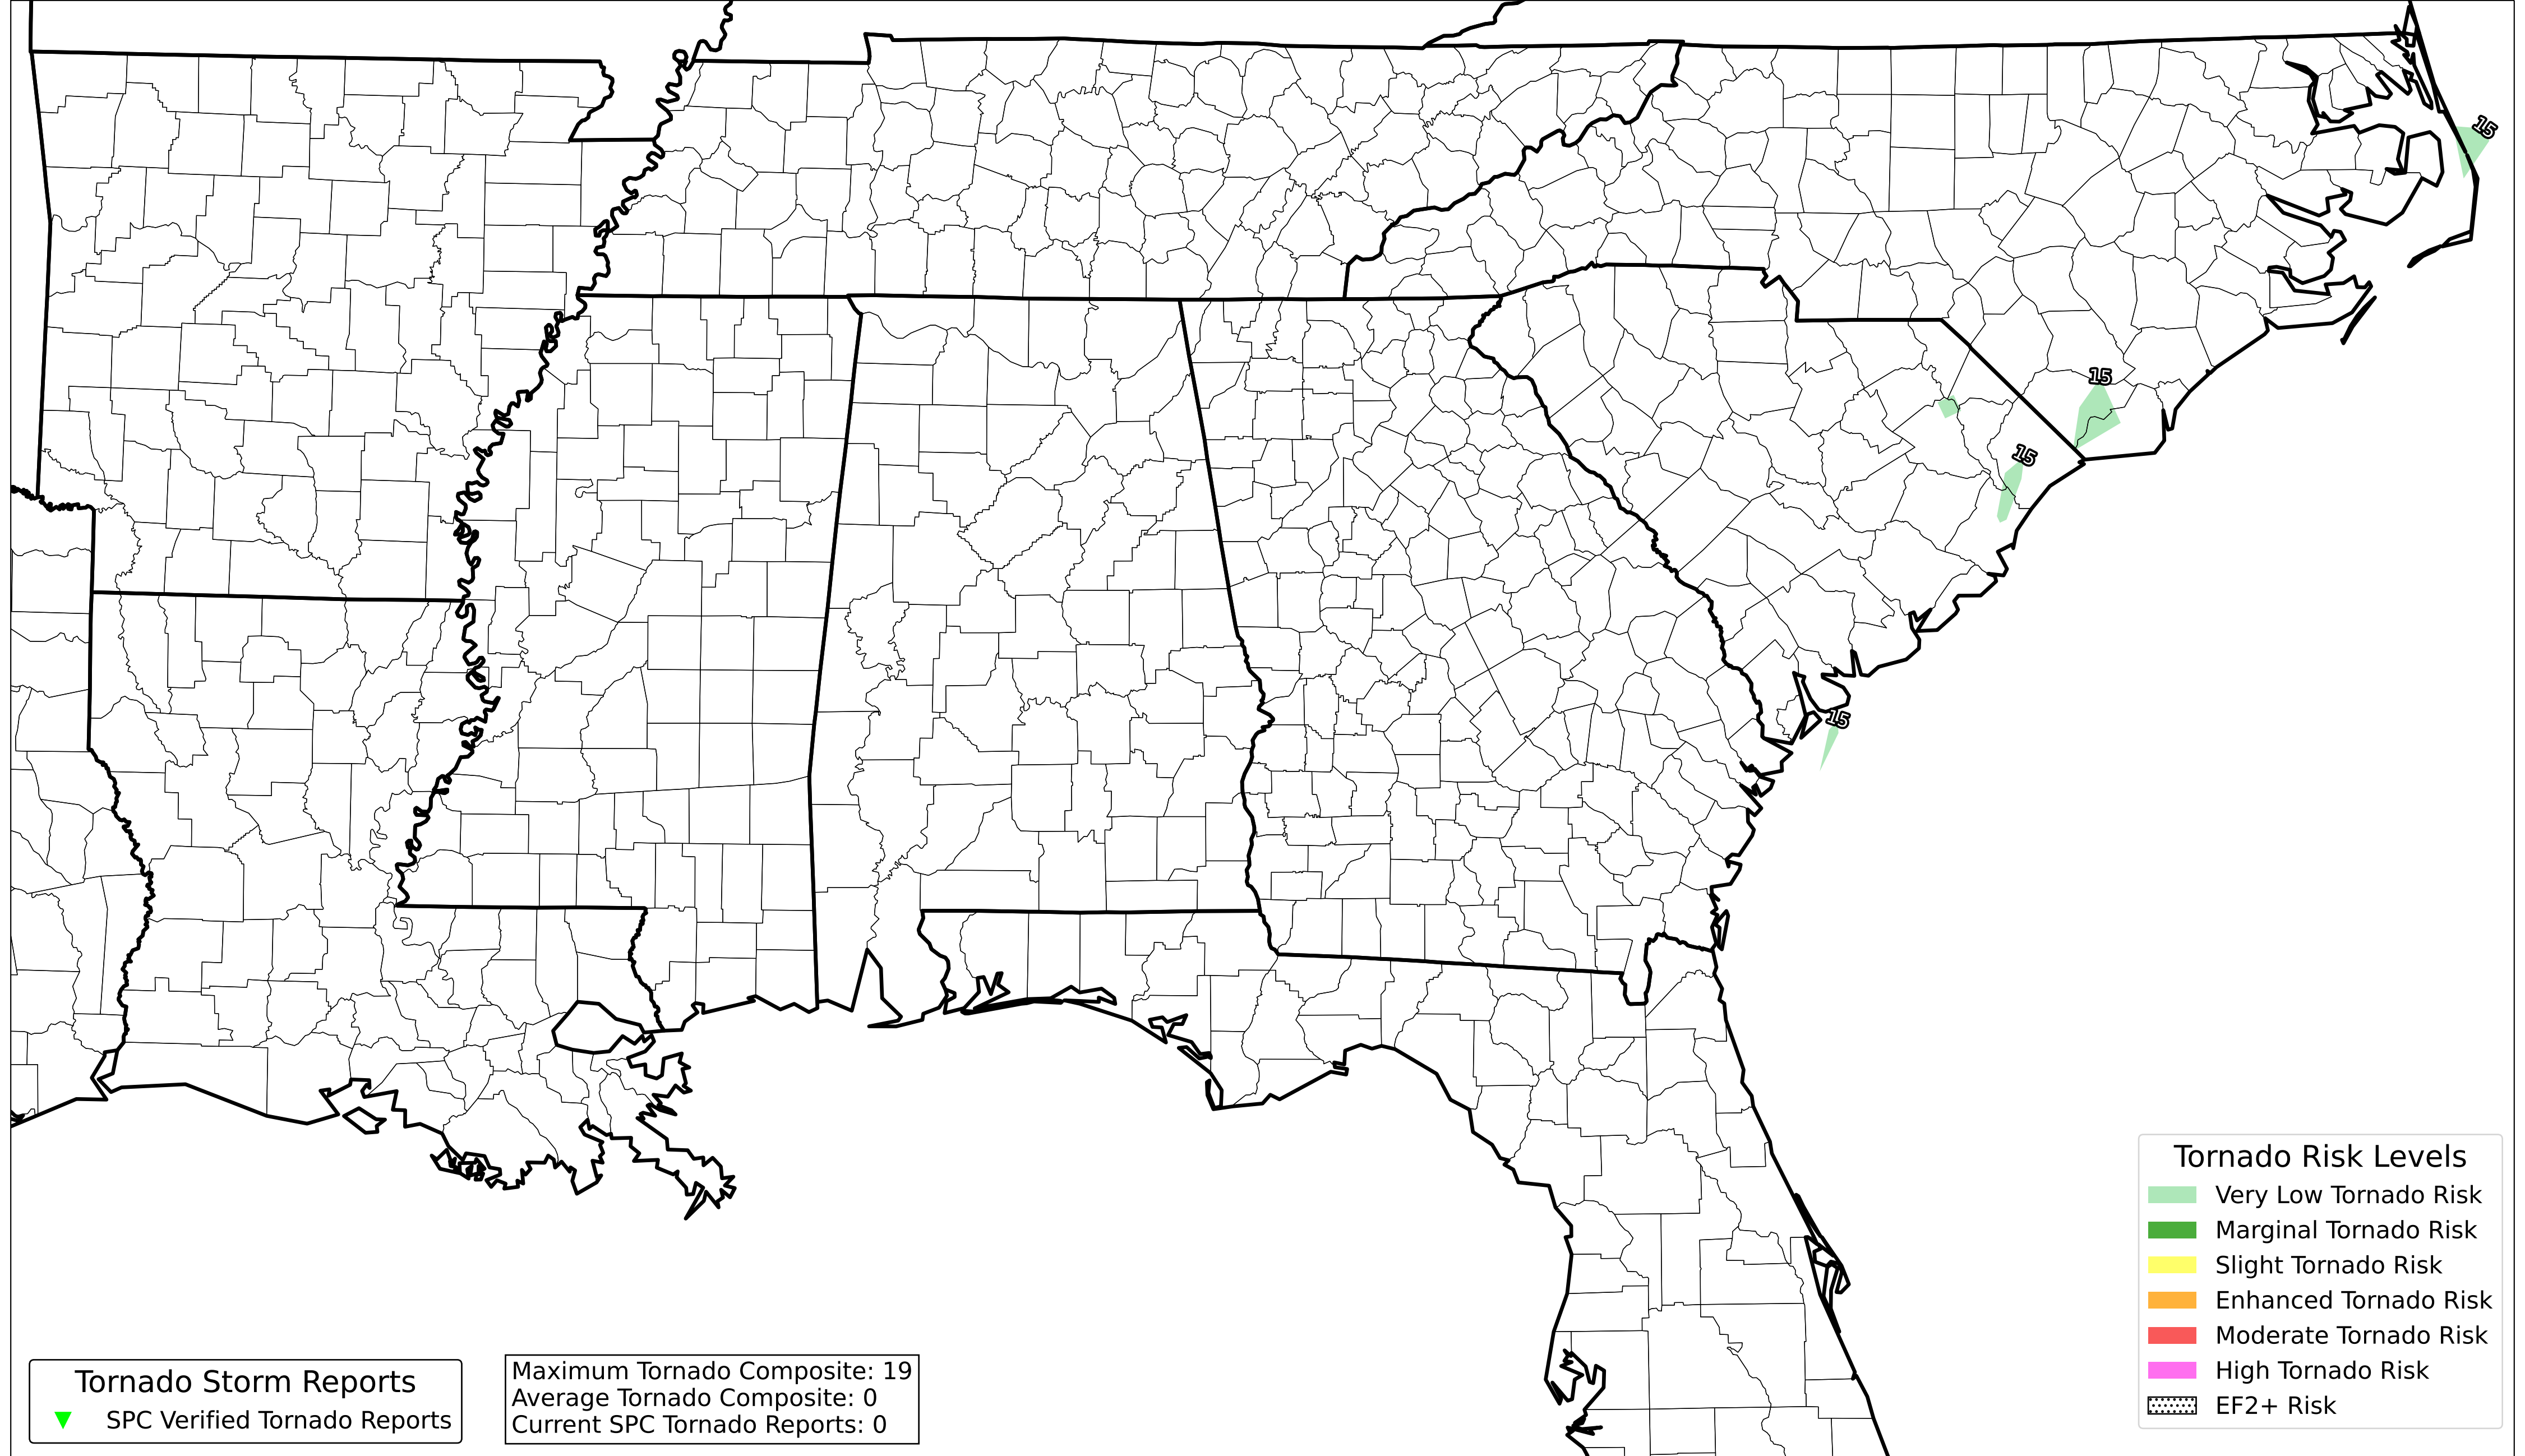 15
15
15
15
Tornado Risk Levels
Very Low Tornado Risk
Marginal Tornado Risk
Slight Tornado Risk
Enhanced Tornado Risk
Moderate Tornado Risk
High Tornado Risk
EF2+ Risk
Tornado Storm Reports
SPC Verified Tornado Reports
Maximum Tornado Composite: 19
Average Tornado Composite: 0
Current SPC Tornado Reports: 0